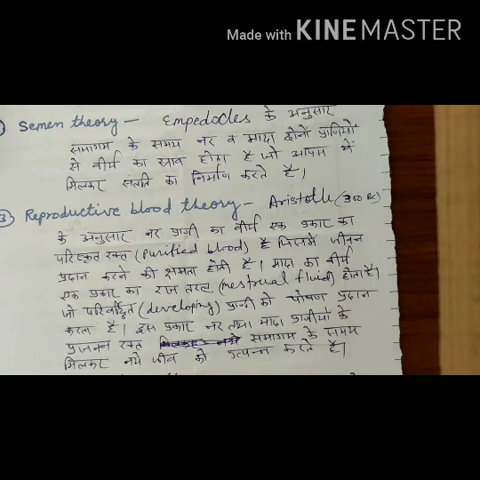 Made with KINEMASTER
Semen theory — Empedocles के अनुसार
समागम के समय नर व मादा दोनों प्राणियों
से वीर्य का स्राव होता है जो आपस में
मिलकर संतति का निर्माण करते है।
③ Reproductive blood theory - Aristotle (350 BC)
के अनुसार नर प्राणी का वीर्य एक प्रकार का
परिष्कृत रक्त (purified blood) है जिसमें जीवन
प्रदान करने की क्षमता होती है। मादा का वीर्य
एक प्रकार का रज तरल (menstrual fluid) होता है।
जो परिवर्द्धित (developing) प्राणी को पोषण प्रदान
करता है। इस प्रकार नर तथा मादा प्राणीयों के
प्रजनन रक्त समागम के समय
मिलकर नये जीव को उत्पन्न करते है।